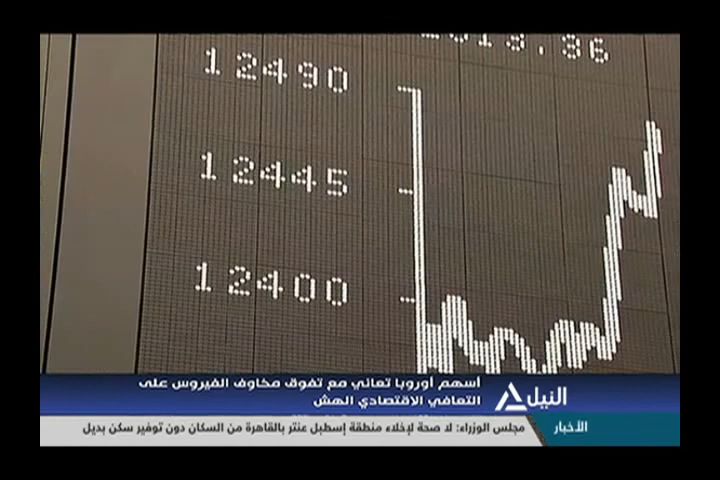 12490
12445
12400
أسهم أوروبا تعاني مع تفوق مخاوف الفيروس على
التعافي الاقتصادي الهش
النيل
الأخبار
مجلس الوزراء: لا صحة لإخلاء منطقة إسطبل عنتر بالقاهرة من السكان دون توفير سكن بديل